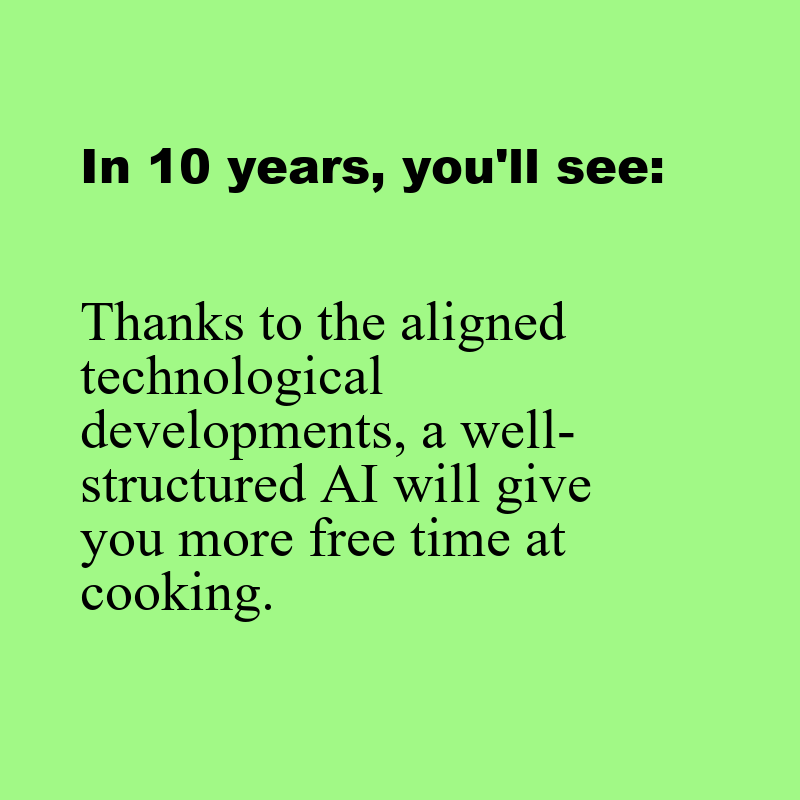 In 10 years, you'll see:
Thanks to the aligned
technological
developments, a well-
structured AI will give
you more free time at
cooking.